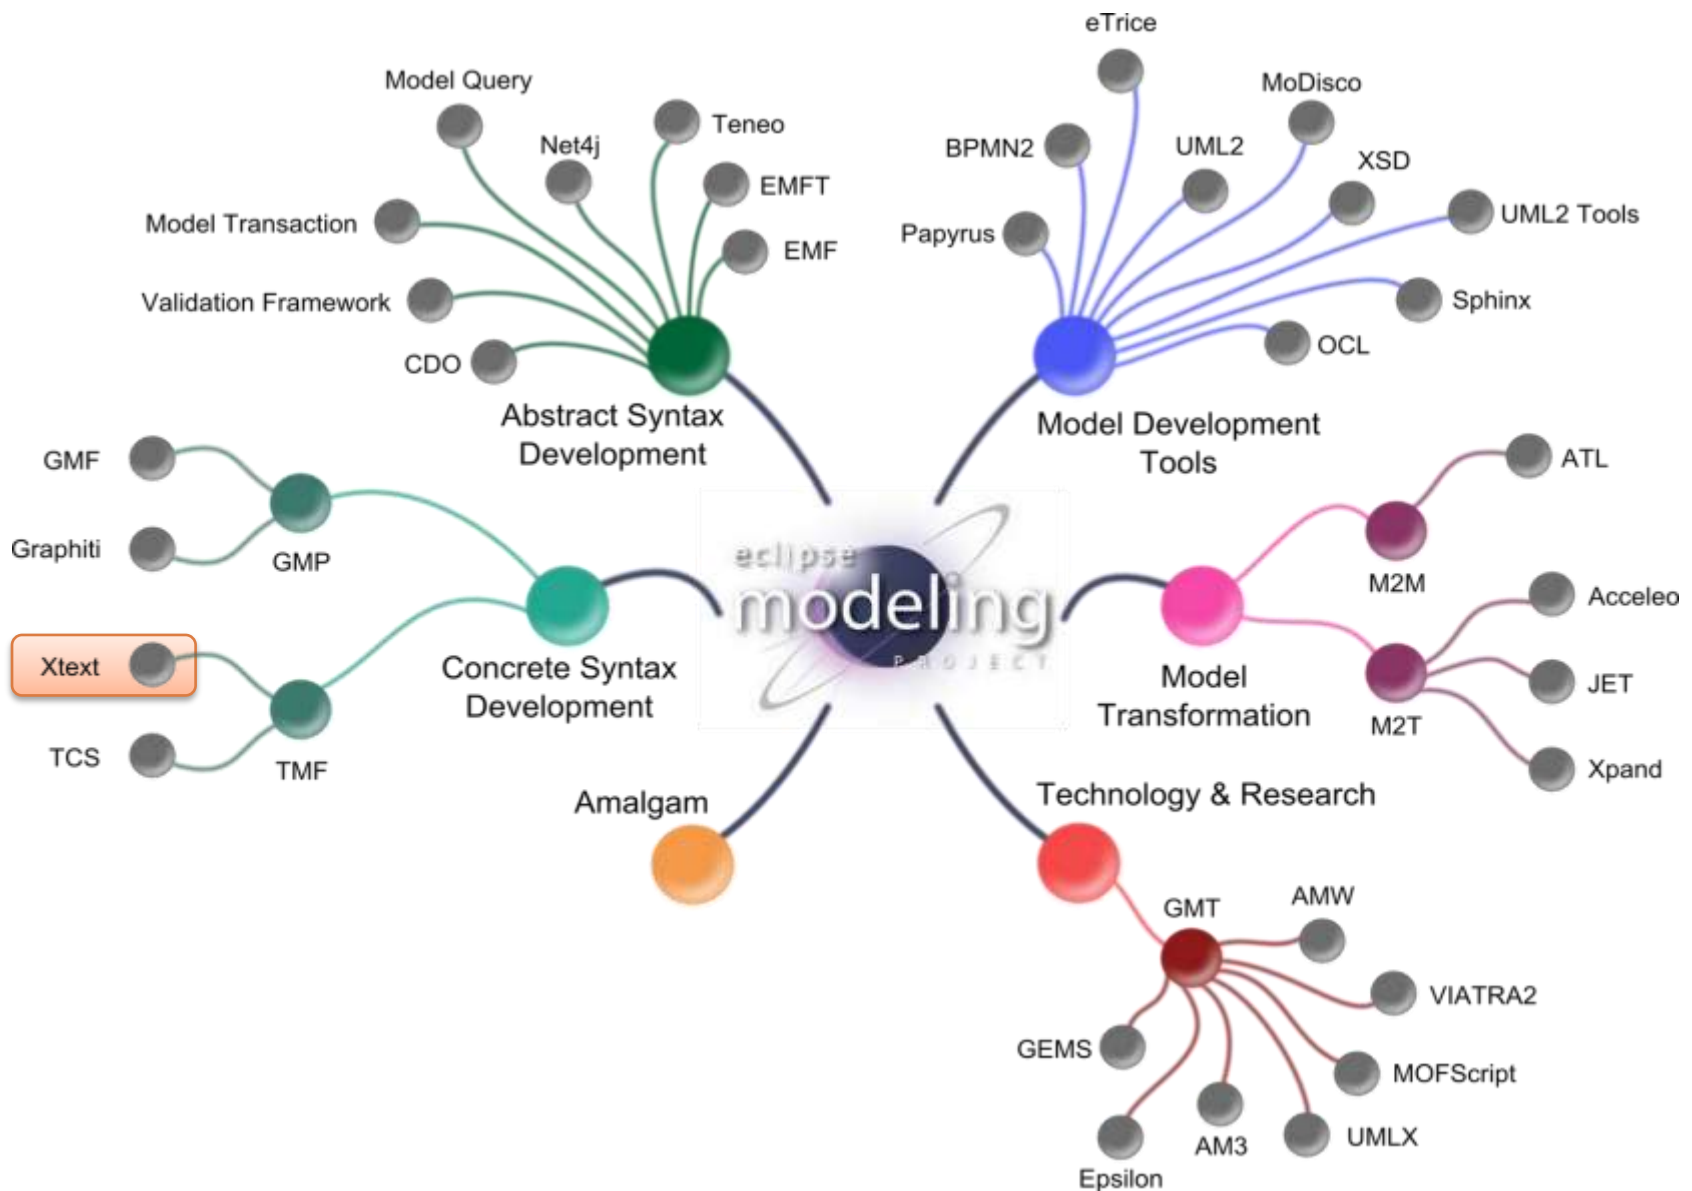 eTrice
Model Query
MoDisco
Teneo
Net4j
BPMN2
UML2
XSD
EMFT
UML2 Tools
Model Transaction
Papyrus
EMF
Validation Framework
Sphinx
CDO
OCL
Abstract Syntax
Development
Model Development
Tools
GMF
ATL
Graphiti
GMP
eclipse
modeling
PROJECT
M2M
Acceleo
Xtext
Concrete Syntax
Development
Model
Transformation
JET
M2T
TCS
TMF
Xpand
Amalgam
Technology & Research
AMW
GMT
VIATRA2
GEMS
MOFScript
AM3
UMLX
Epsilon